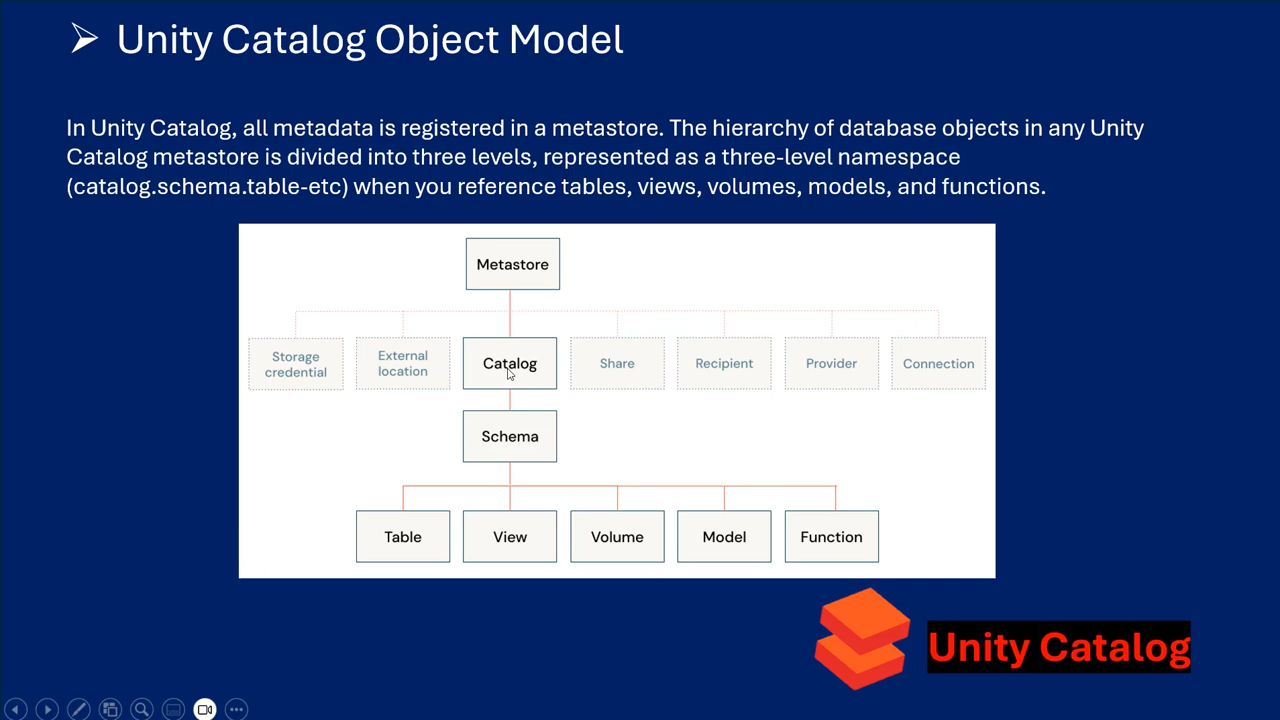 Unity Catalog Object Model
In Unity Catalog, all metadata is registered in a metastore. The hierarchy of database objects in any Unity
Catalog metastore is divided into three levels, represented as a three-level namespace
(catalog.schema.table-etc) when you reference tables, views, volumes, models, and functions.
Metastore
Storage
credential
External
location
Catalog
Share
Recipient
Provider
Connection
Schema
Table
View
Volume
Model
Function
Unity Catalog